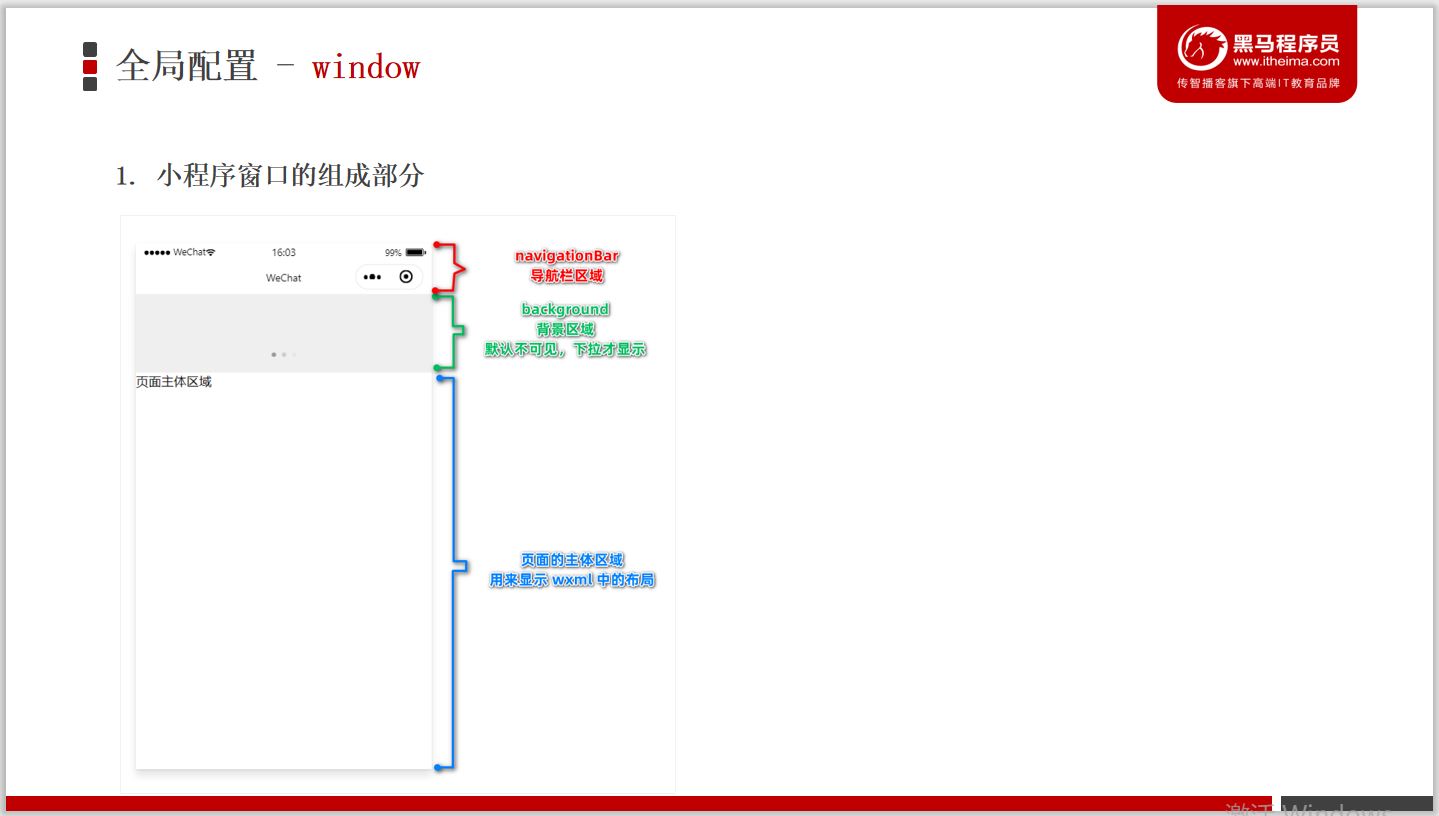 全局配置 - window
黑马程序员
www.itheima.com
传智播客旗下高端IT教育品牌
1. 小程序窗口的组成部分
WeChat 16:03 99%
WeChat
navigationBar
导航栏区域
background
背景区域
默认不可见，下拉才显示
页面主体区域
页面的主体区域
用来显示 wxml 中的布局
激活 Windows